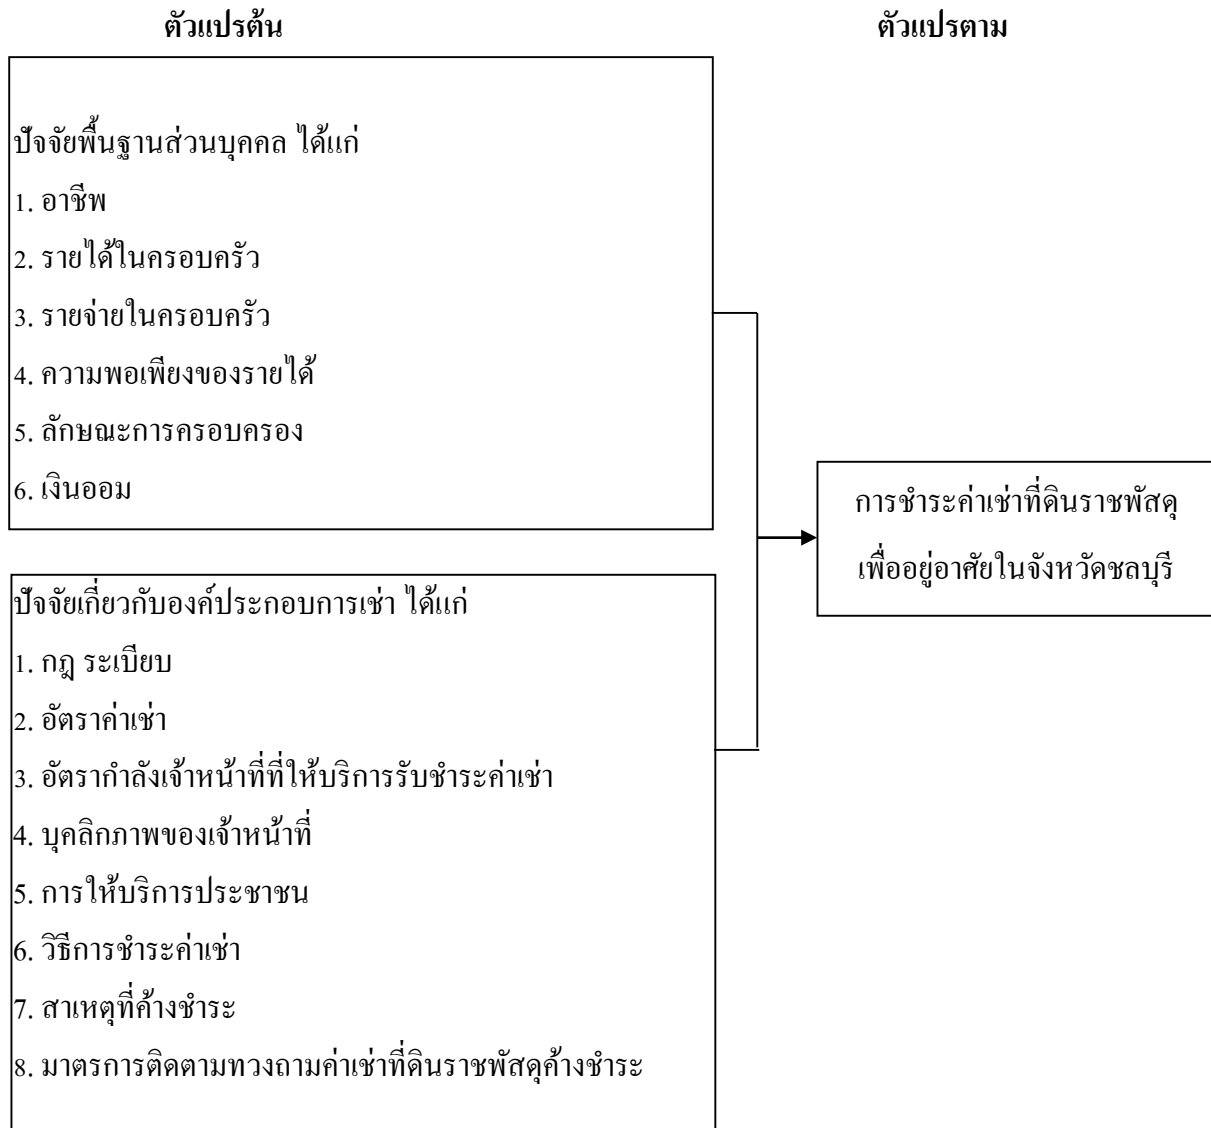 ตัวแปรต้น
ตัวแปรตาม
ปัจจัยพื้นฐานส่วนบุคคล ได้แก่
1. อาชีพ
2. รายได้ในครอบครัว
3. รายจ่ายในครอบครัว
4. ความพอเพียงของรายได้
5. ลักษณะการครอบครอง
6. เงินออม
การชำระค่าเช่าที่ดินราชพัสดุ
เพื่ออยู่อาศัยในจังหวัดชลบุรี
ปัจจัยเกี่ยวกับองค์ประกอบการเช่า ได้แก่
1. กฎ ระเบียบ
2. อัตราค่าเช่า
3. อัตรากำลังเจ้าหน้าที่ที่ให้บริการรับชำระค่าเช่า
4. บุคลิกภาพของเจ้าหน้าที่
5. การให้บริการประชาชน
6. วิธีการชำระค่าเช่า
7. สาเหตุที่ค้างชำระ
8. มาตรการติดตามทวงถามค่าเช่าที่ดินราชพัสดุค้างชำระ